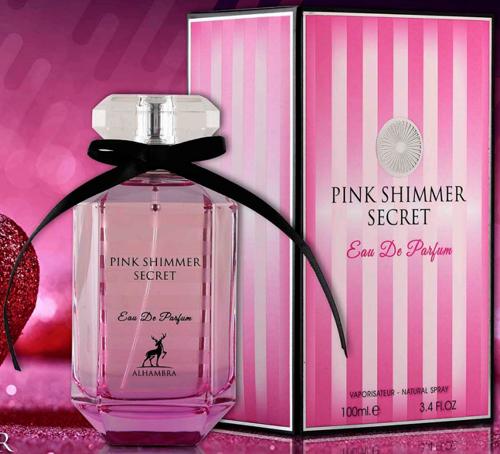 PINK SHIMMER
SECRET
Eau De Parfum
ALHAMBRA
PINK SHIMMER
SECRET
Eau De Parfum
VAPORISATEUR - NATURAL SPRAY
100ml.℮ 3.4 Fl.OZ
R